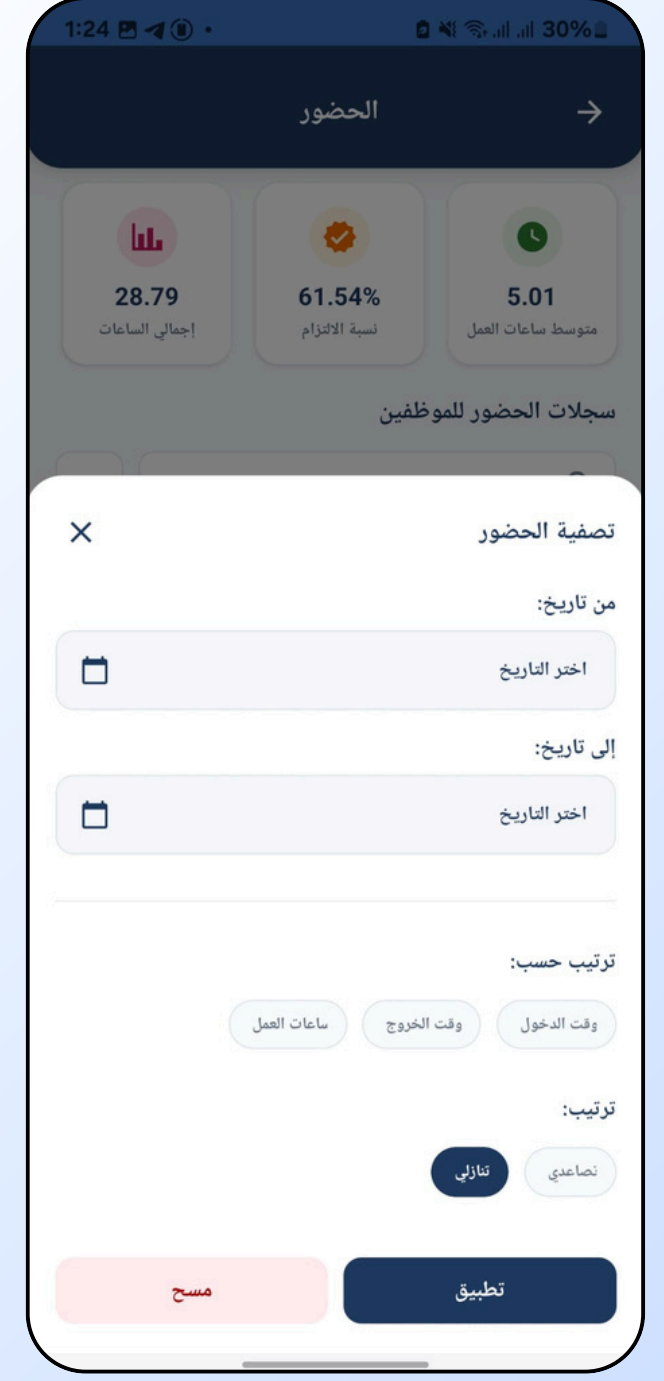 1:24 30%
الحضور
5.01 61.54% 28.79
متوسط ساعات العمل نسبة الالتزام إجمالي الساعات
سجلات الحضور للموظفين
تصفية الحضور
من تاريخ:
اختر التاريخ
إلى تاريخ:
اختر التاريخ
ترتيب حسب:
وقت الدخول وقت الخروج ساعات العمل
ترتيب:
تصاعدي تنازلي
تطبيق مسح